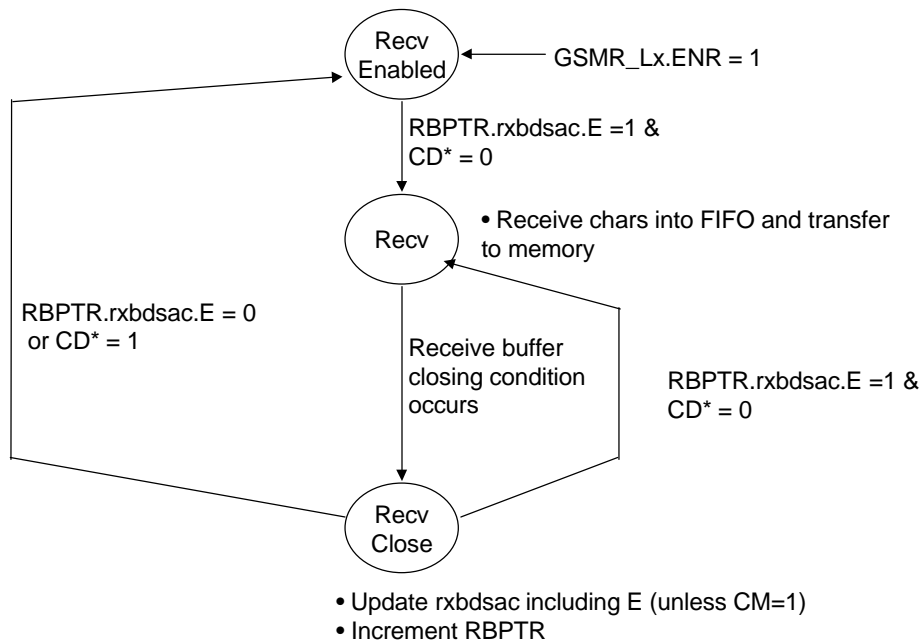 Recv
Enabled
GSMR_Lx.ENR = 1
RBPTR.rxbdsac.E =1 &
CD* = 0
Recv
• Receive chars into FIFO and transfer
to memory
RBPTR.rxbdsac.E = 0
or CD* = 1
Receive buffer
closing condition
occurs
RBPTR.rxbdsac.E =1 &
CD* = 0
Recv
Close
• Update rxbdsac including E (unless CM=1)
• Increment RBPTR